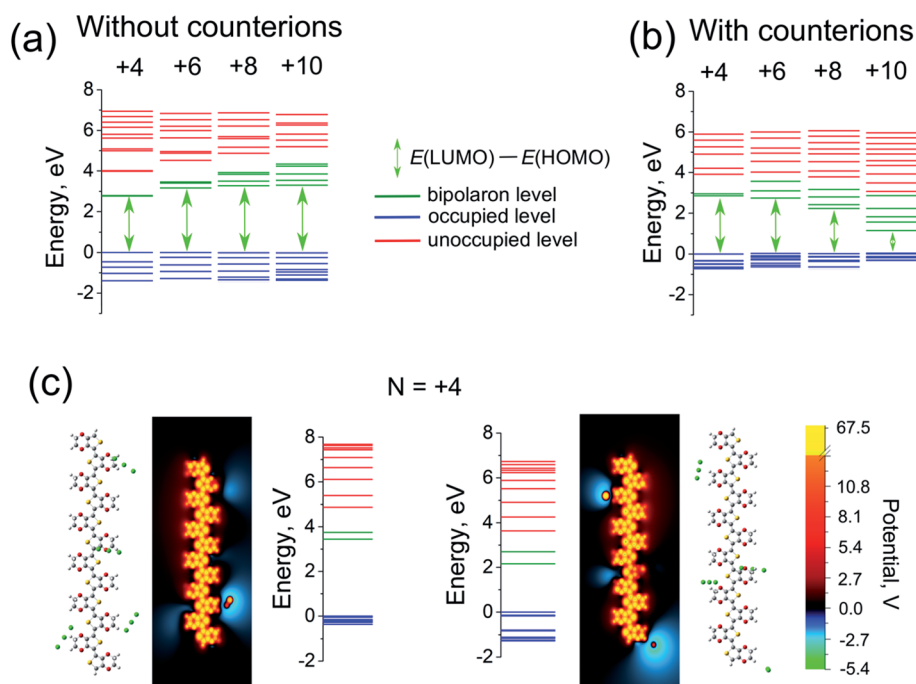 (a) Without counterions
+4 +6 +8 +10
Energy, eV
8
6
4
2
0
-2
E(LUMO) — E(HOMO)
bipolaron level
occupied level
unoccupied level
(b) With counterions
+4 +6 +8 +10
Energy, eV
8
6
4
2
0
-2
(c)
N = +4
Energy, eV
8
6
4
2
0
-2
Energy, eV
8
6
4
2
0
-2
67.5
10.8
8.1
5.4
2.7
0.0
-2.7
-5.4
Potential, V